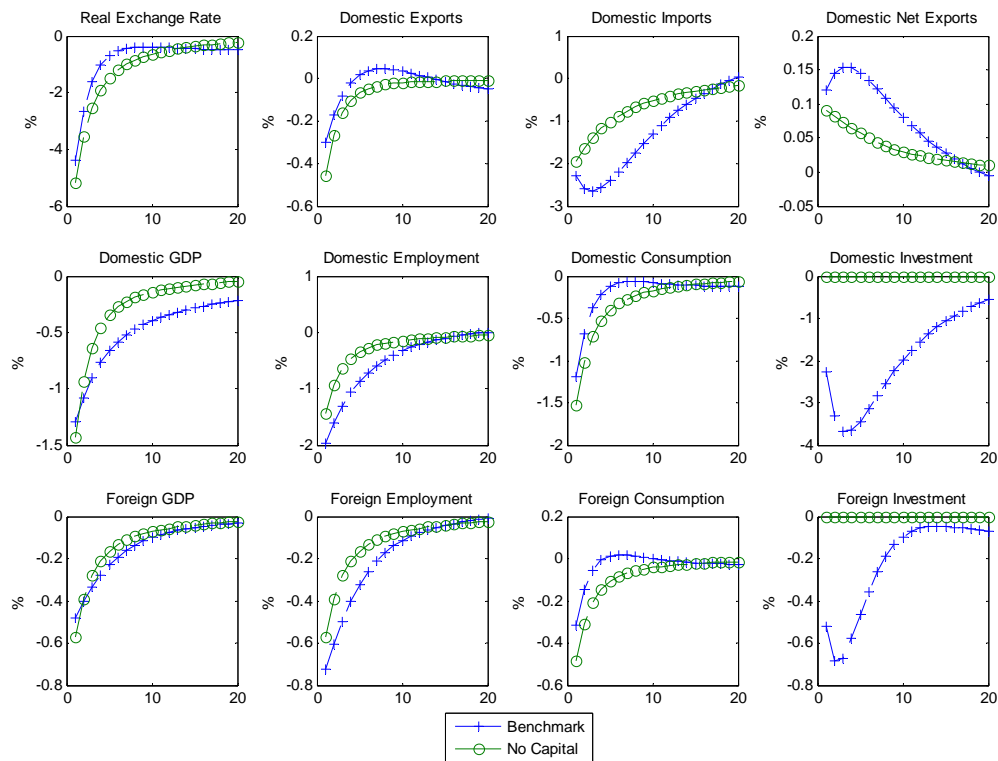 Real Exchange Rate
Domestic Exports
Domestic Imports
Domestic Net Exports
%
0
-2
-4
-6
0 10 20
%
0.2
0
-0.2
-0.4
-0.6
0 10 20
%
1
0
-1
-2
-3
0 10 20
%
0.2
0.15
0.1
0.05
0
-0.05
0 10 20
Domestic GDP
Domestic Employment
Domestic Consumption
Domestic Investment
%
0
-0.5
-1
-1.5
0 10 20
%
1
0
-1
-2
0 10 20
%
0
-0.5
-1
-1.5
-2
0 10 20
%
0
-1
-2
-3
-4
0 10 20
Foreign GDP
Foreign Employment
Foreign Consumption
Foreign Investment
%
0
-0.2
-0.4
-0.6
-0.8
0 10 20
%
0
-0.2
-0.4
-0.6
-0.8
0 10 20
%
0.2
0
-0.2
-0.4
-0.6
0 10 20
%
0
-0.2
-0.4
-0.6
-0.8
0 10 20
Benchmark
No Capital